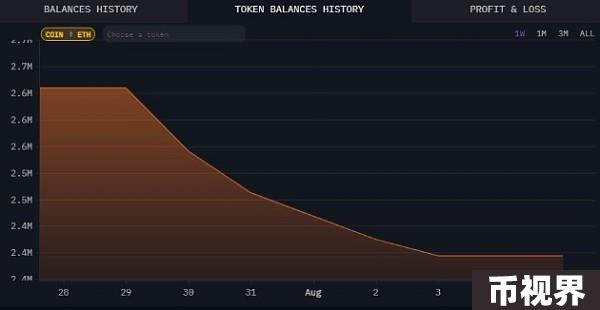 BALANCES HISTORY
TOKEN BALANCES HISTORY
PROFIT & LOSS
COIN ETH
Choose a token
1W 1M 3M ALL
2.7M
2.7M
2.6M
2.6M
2.5M
2.5M
2.4M
2.4M
2.4M
28 29 30 31 Aug 2 3
币视界